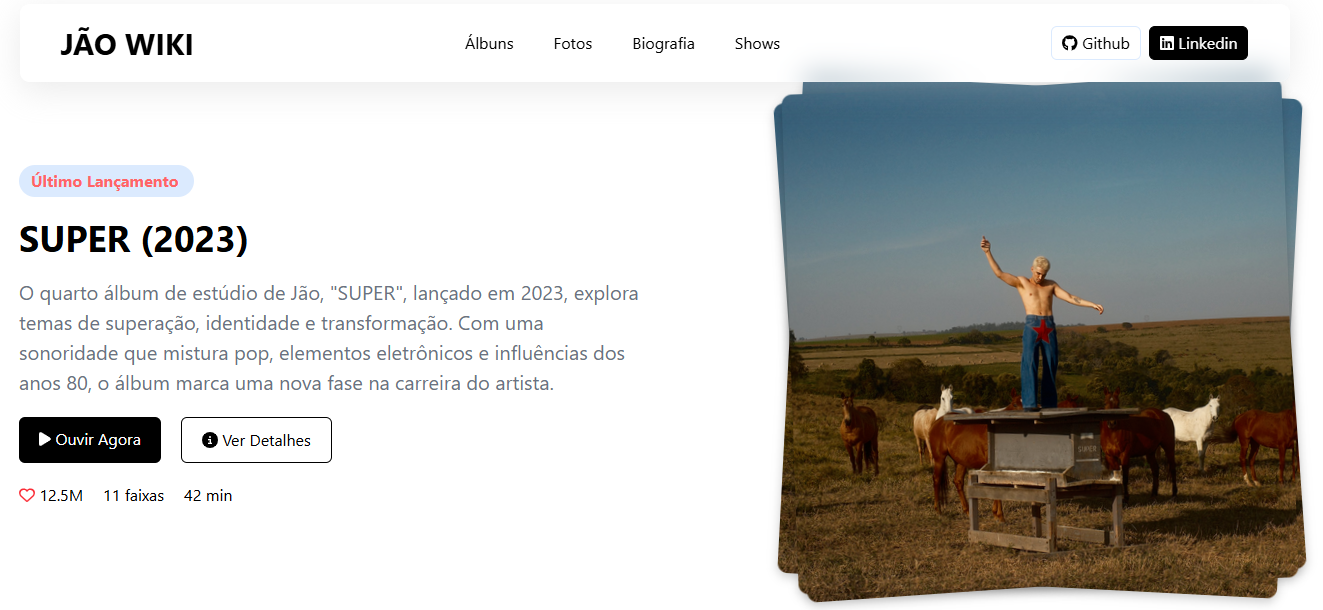 JÃO WIKI
Álbuns
Fotos
Biografia
Shows
Github
Linkedin
Último Lançamento
SUPER (2023)
O quarto álbum de estúdio de Jão, "SUPER", lançado em 2023, explora
temas de superação, identidade e transformação. Com uma
sonoridade que mistura pop, elementos eletrônicos e influências dos
anos 80, o álbum marca uma nova fase na carreira do artista.
Ouvir Agora
Ver Detalhes
12.5M
11 faixas
42 min
SUPER